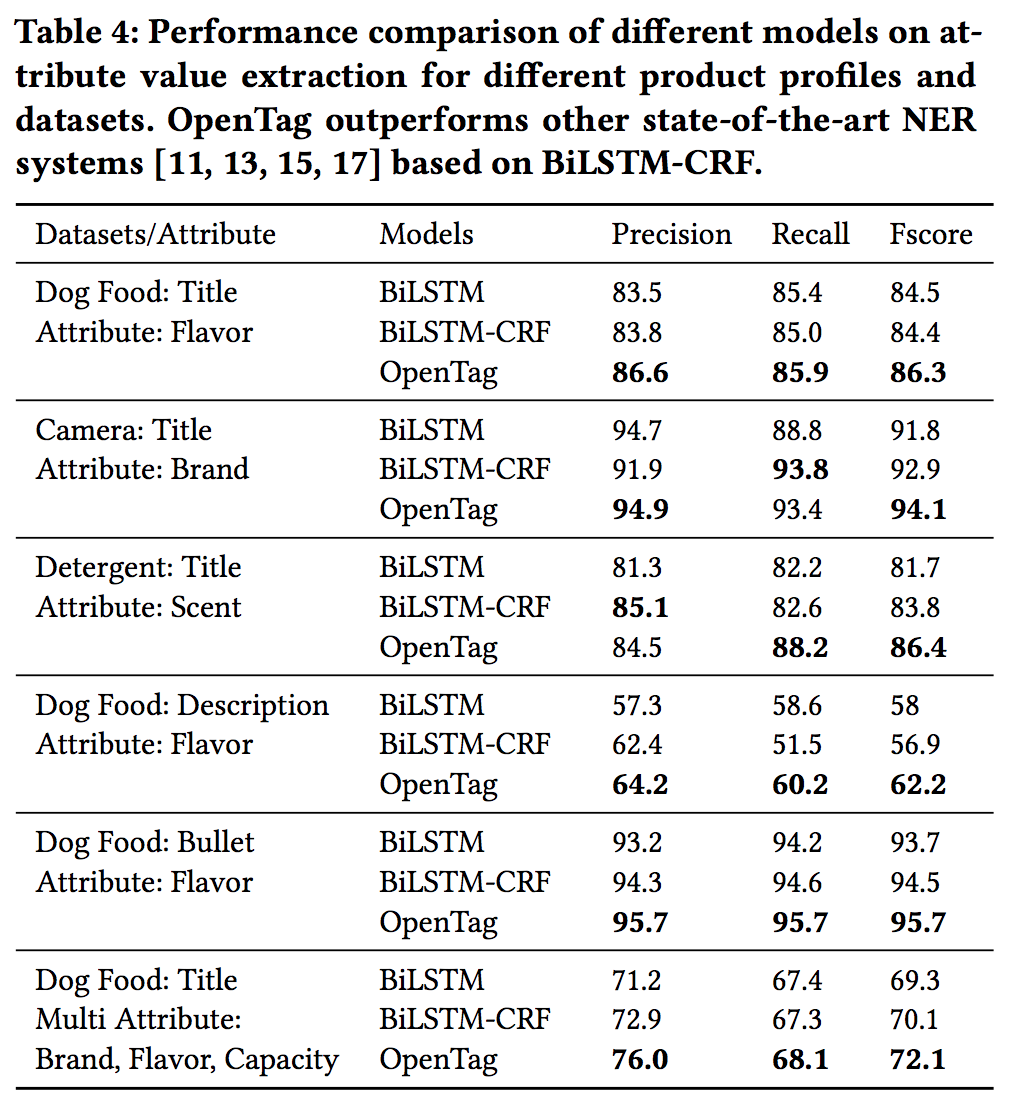 Table 4: Performance comparison of different models on at-
tribute value extraction for different product profiles and
datasets. OpenTag outperforms other state-of-the-art NER
systems [11, 13, 15, 17] based on BiLSTM-CRF.
Datasets/Attribute Models Precision Recall Fscore
Dog Food: Title BiLSTM 83.5 85.4 84.5
Attribute: Flavor BiLSTM-CRF 83.8 85.0 84.4
OpenTag 86.6 85.9 86.3
Camera: Title BiLSTM 94.7 88.8 91.8
Attribute: Brand BiLSTM-CRF 91.9 93.8 92.9
OpenTag 94.9 93.4 94.1
Detergent: Title BiLSTM 81.3 82.2 81.7
Attribute: Scent BiLSTM-CRF 85.1 82.6 83.8
OpenTag 84.5 88.2 86.4
Dog Food: Description BiLSTM 57.3 58.6 58
Attribute: Flavor BiLSTM-CRF 62.4 51.5 56.9
OpenTag 64.2 60.2 62.2
Dog Food: Bullet BiLSTM 93.2 94.2 93.7
Attribute: Flavor BiLSTM-CRF 94.3 94.6 94.5
OpenTag 95.7 95.7 95.7
Dog Food: Title BiLSTM 71.2 67.4 69.3
Multi Attribute: BiLSTM-CRF 72.9 67.3 70.1
Brand, Flavor, Capacity OpenTag 76.0 68.1 72.1